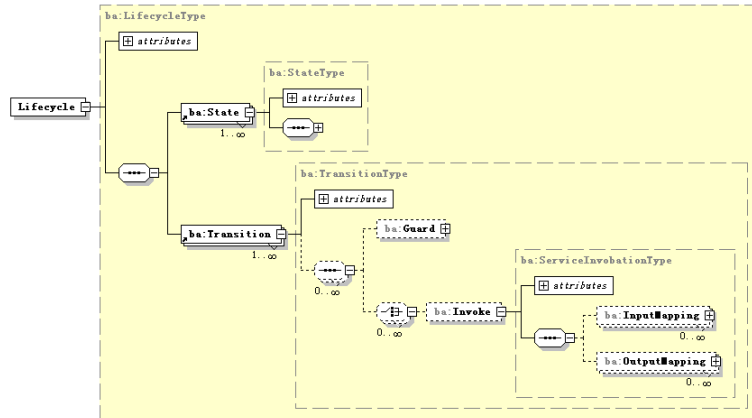 ba:LifecycleType
attributes
ba:StateType
Lifecycle
attributes
ba:State
1..∞
ba:TransitionType
attributes
ba:Transition
1..∞
ba:Guard
0..∞
ba:ServiceInvobationType
attributes
ba:Invoke
0..∞
ba:InputMapping
0..∞
ba:OutputMapping
0..∞